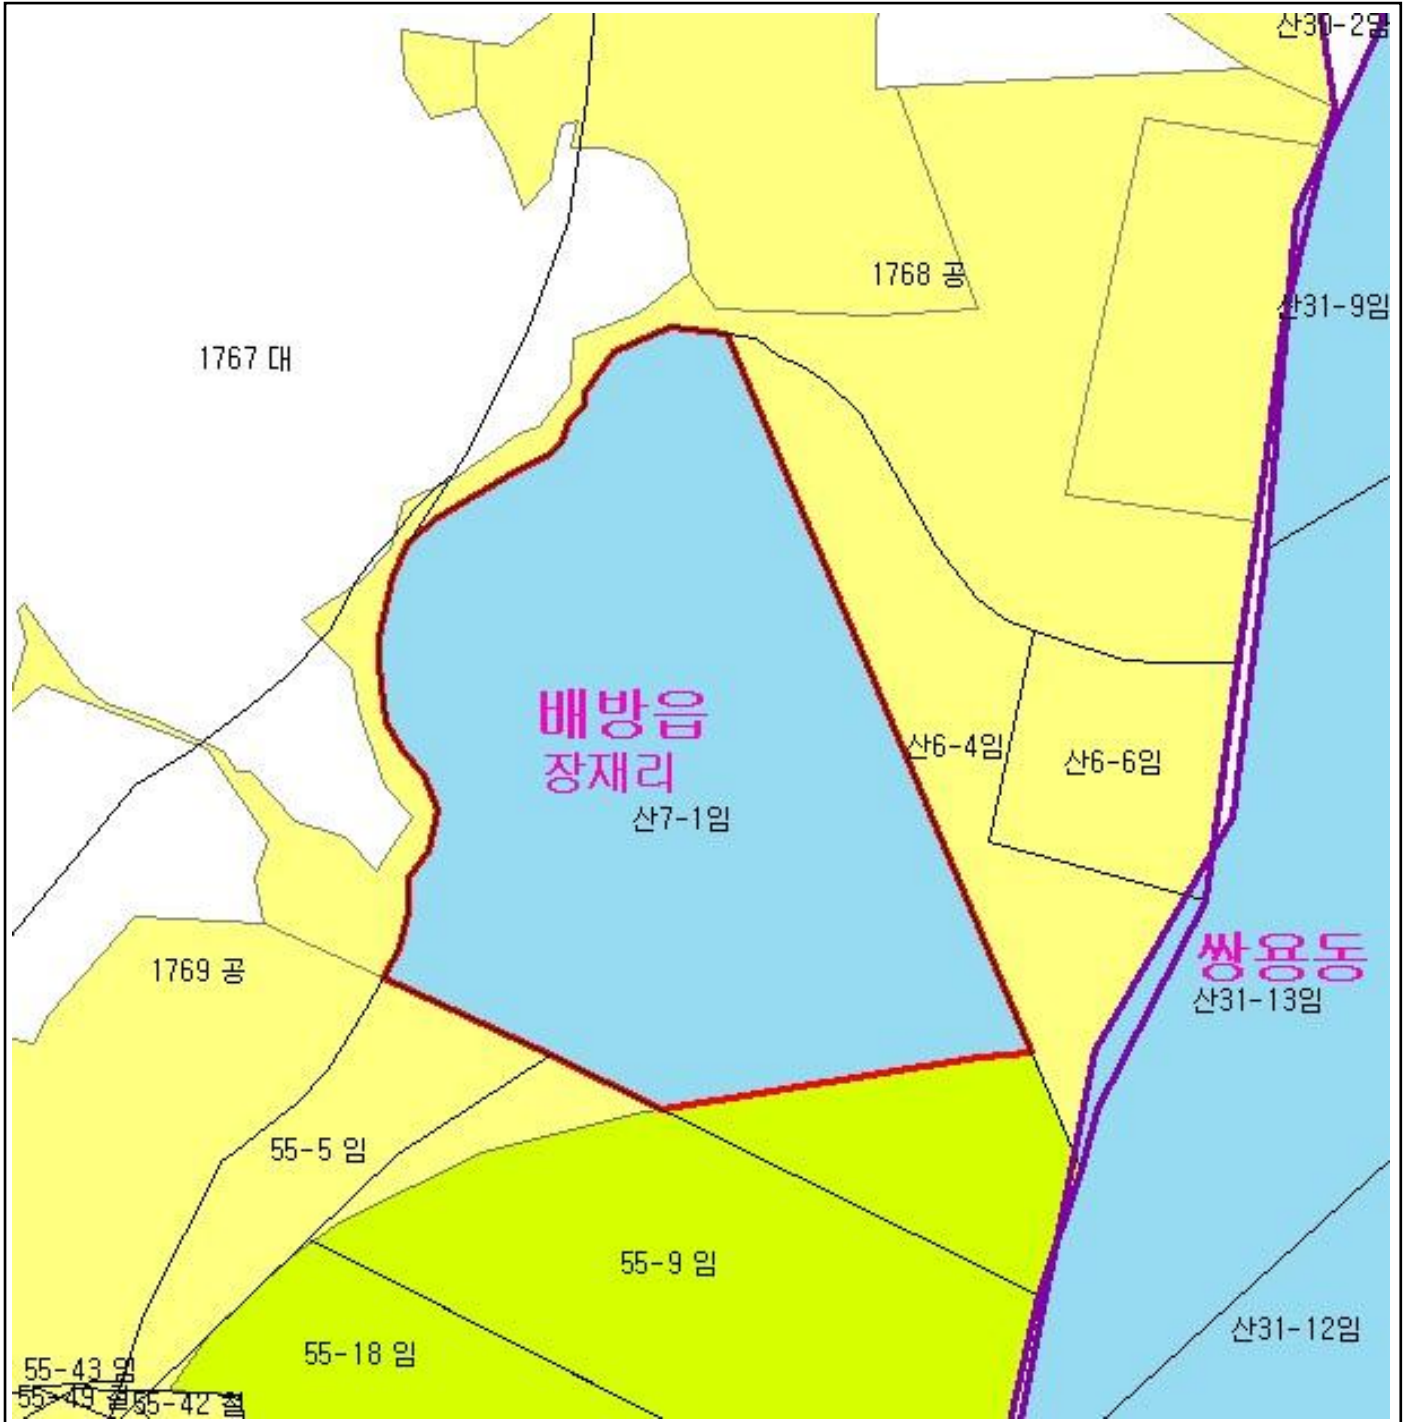 산30-2임
1768 공
산31-9임
1767 대
배방읍
장재리
산7-1임
산6-4임
산6-6임
쌍용동
산31-13임
1769 공
55-5 임
55-9 임
산31-12임
55-18 임
55-43 임
55-42 철